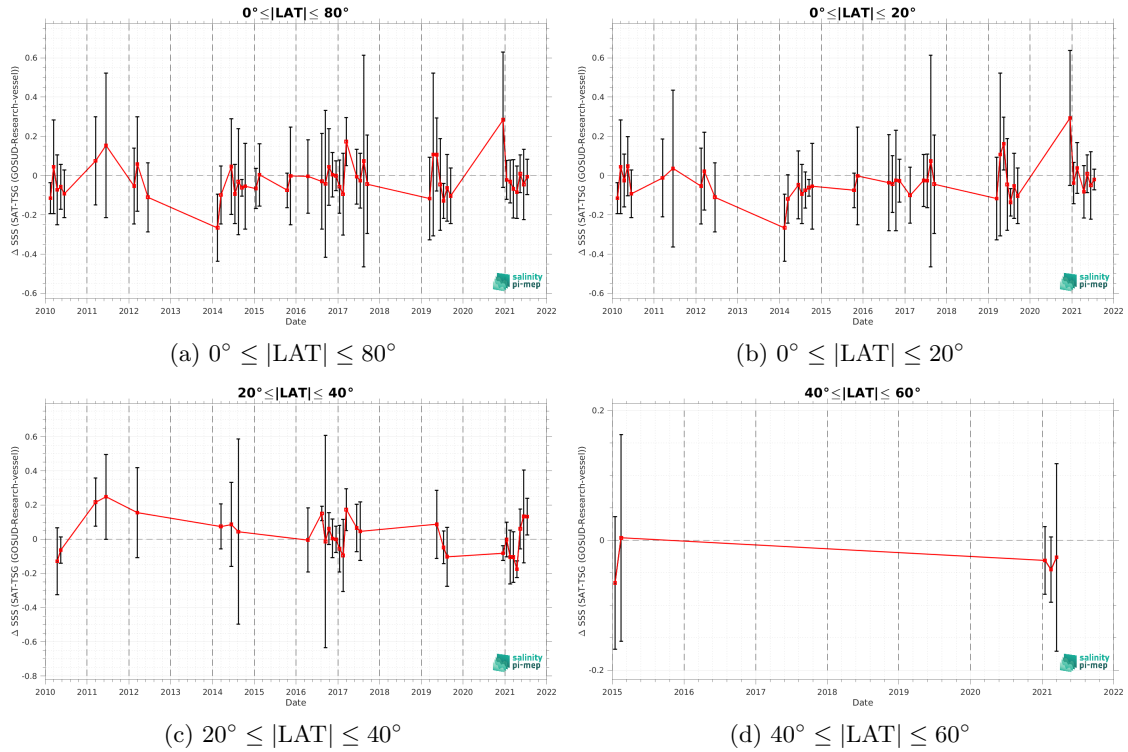 0°≤|LAT|≤ 80°
Δ SSS (SAT-TSG (GOSUD-Research-vessel))
0.6
0.4
0.2
0
-0.2
-0.4
-0.6
2010 2011 2012 2013 2014 2015 2016 2017 2018 2019 2020 2021 2022
Date
salinity
pi-mep
(a) 0° ≤ |LAT| ≤ 80°
0°≤|LAT|≤ 20°
Δ SSS (SAT-TSG (GOSUD-Research-vessel))
0.6
0.4
0.2
0
-0.2
-0.4
-0.6
2010 2011 2012 2013 2014 2015 2016 2017 2018 2019 2020 2021 2022
Date
salinity
pi-mep
(b) 0° ≤ |LAT| ≤ 20°
20°≤|LAT|≤ 40°
Δ SSS (SAT-TSG (GOSUD-Research-vessel))
0.6
0.4
0.2
0
-0.2
-0.4
-0.6
-0.8
2010 2011 2012 2013 2014 2015 2016 2017 2018 2019 2020 2021 2022
Date
salinity
pi-mep
(c) 20° ≤ |LAT| ≤ 40°
40°≤|LAT|≤ 60°
Δ SSS (SAT-TSG (GOSUD-Research-vessel))
0.2
0
-0.2
2015 2016 2017 2018 2019 2020 2021 2022
Date
salinity
pi-mep
(d) 40° ≤ |LAT| ≤ 60°